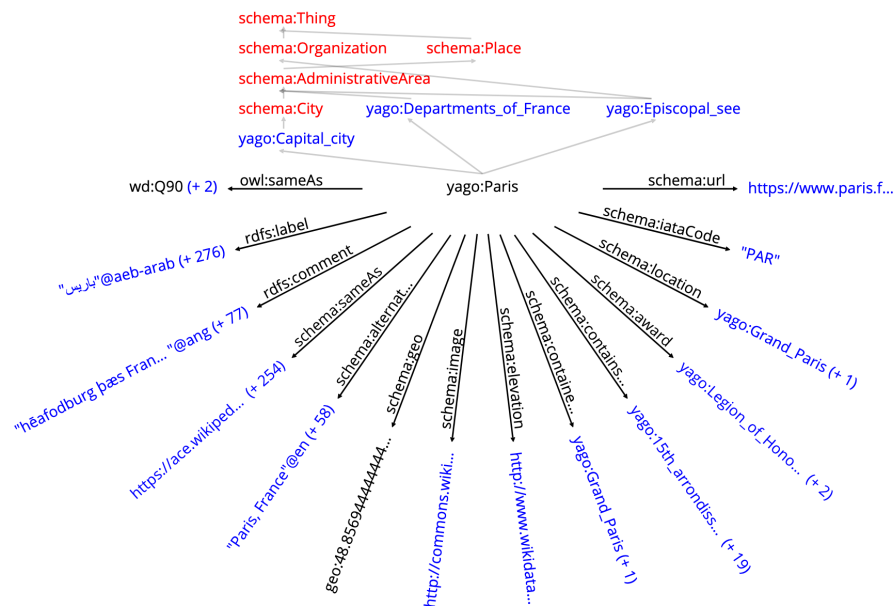 schema:Thing
schema:Organization
schema:Place
schema:AdministrativeArea
schema:City
yago:Departments_of_France
yago:Episcopal_see
yago:Capital_city
wd:Q90 (+ 2)
owl:sameAs
yago:Paris
schema:url
https://www.paris.f...
rdfs:label
"باريس"@aeb-arab (+ 276)
schema:iataCode
"PAR"
rdfs:comment
"hēafodburg þæs Fran... "@ang (+ 77)
schema:location
yago:Grand_Paris (+ 1)
schema:sameAs
https://ace.wikiped... (+ 254)
schema:award
yago:Legion_of_Hono... (+ 2)
schema:alternat...
"Paris, France"@en (+ 58)
schema:contains...
yago:15th_arrondiss... (+ 19)
schema:geo
geo:48.856944444444...
schema:containe...
yago:Grand_Paris (+ 1)
schema:image
http://commons.wiki...
schema:elevation
http://www.wikidata...